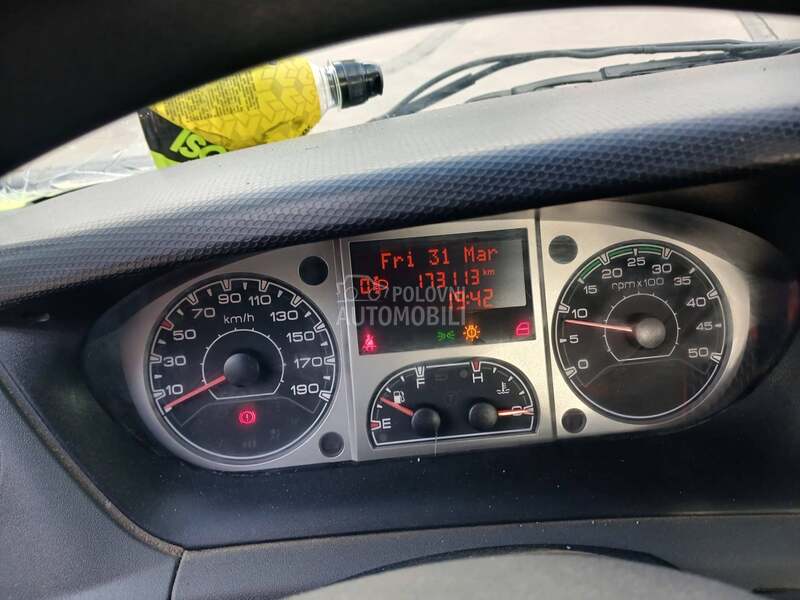 ISO
Fri 31 Mar
173113 km
19:42
POLOVNI
AUTOMOBILI
10 30 50 70 90 110 130 150 170 190
km/h
F
E
H
C
0 5 10 15 20 25 30 35 40 45 50
rpm x 100